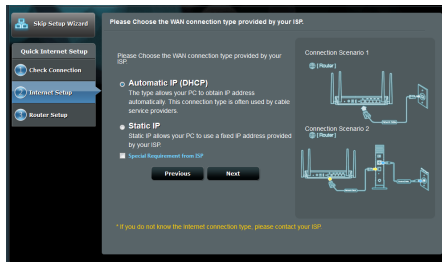 Skip Setup Wizard
Please Choose the WAN connection type provided by your ISP.
Quick Internet Setup
Check Connection
Internet Setup
Router Setup
Please Choose the WAN connection type provided by your
ISP.
Automatic IP (DHCP)
The type allows your PC to obtain IP address
automatically. This connection type is often used by cable
service providers.
Static IP
Static IP allows your PC to use a fixed IP address provided
by your ISP.
Special Requirement from ISP
Previous
Next
Connection Scenario 1
[ Router ]
Connection Scenario 2
[ Router ]
* If you do not know the Internet connection type, please contact your ISP.